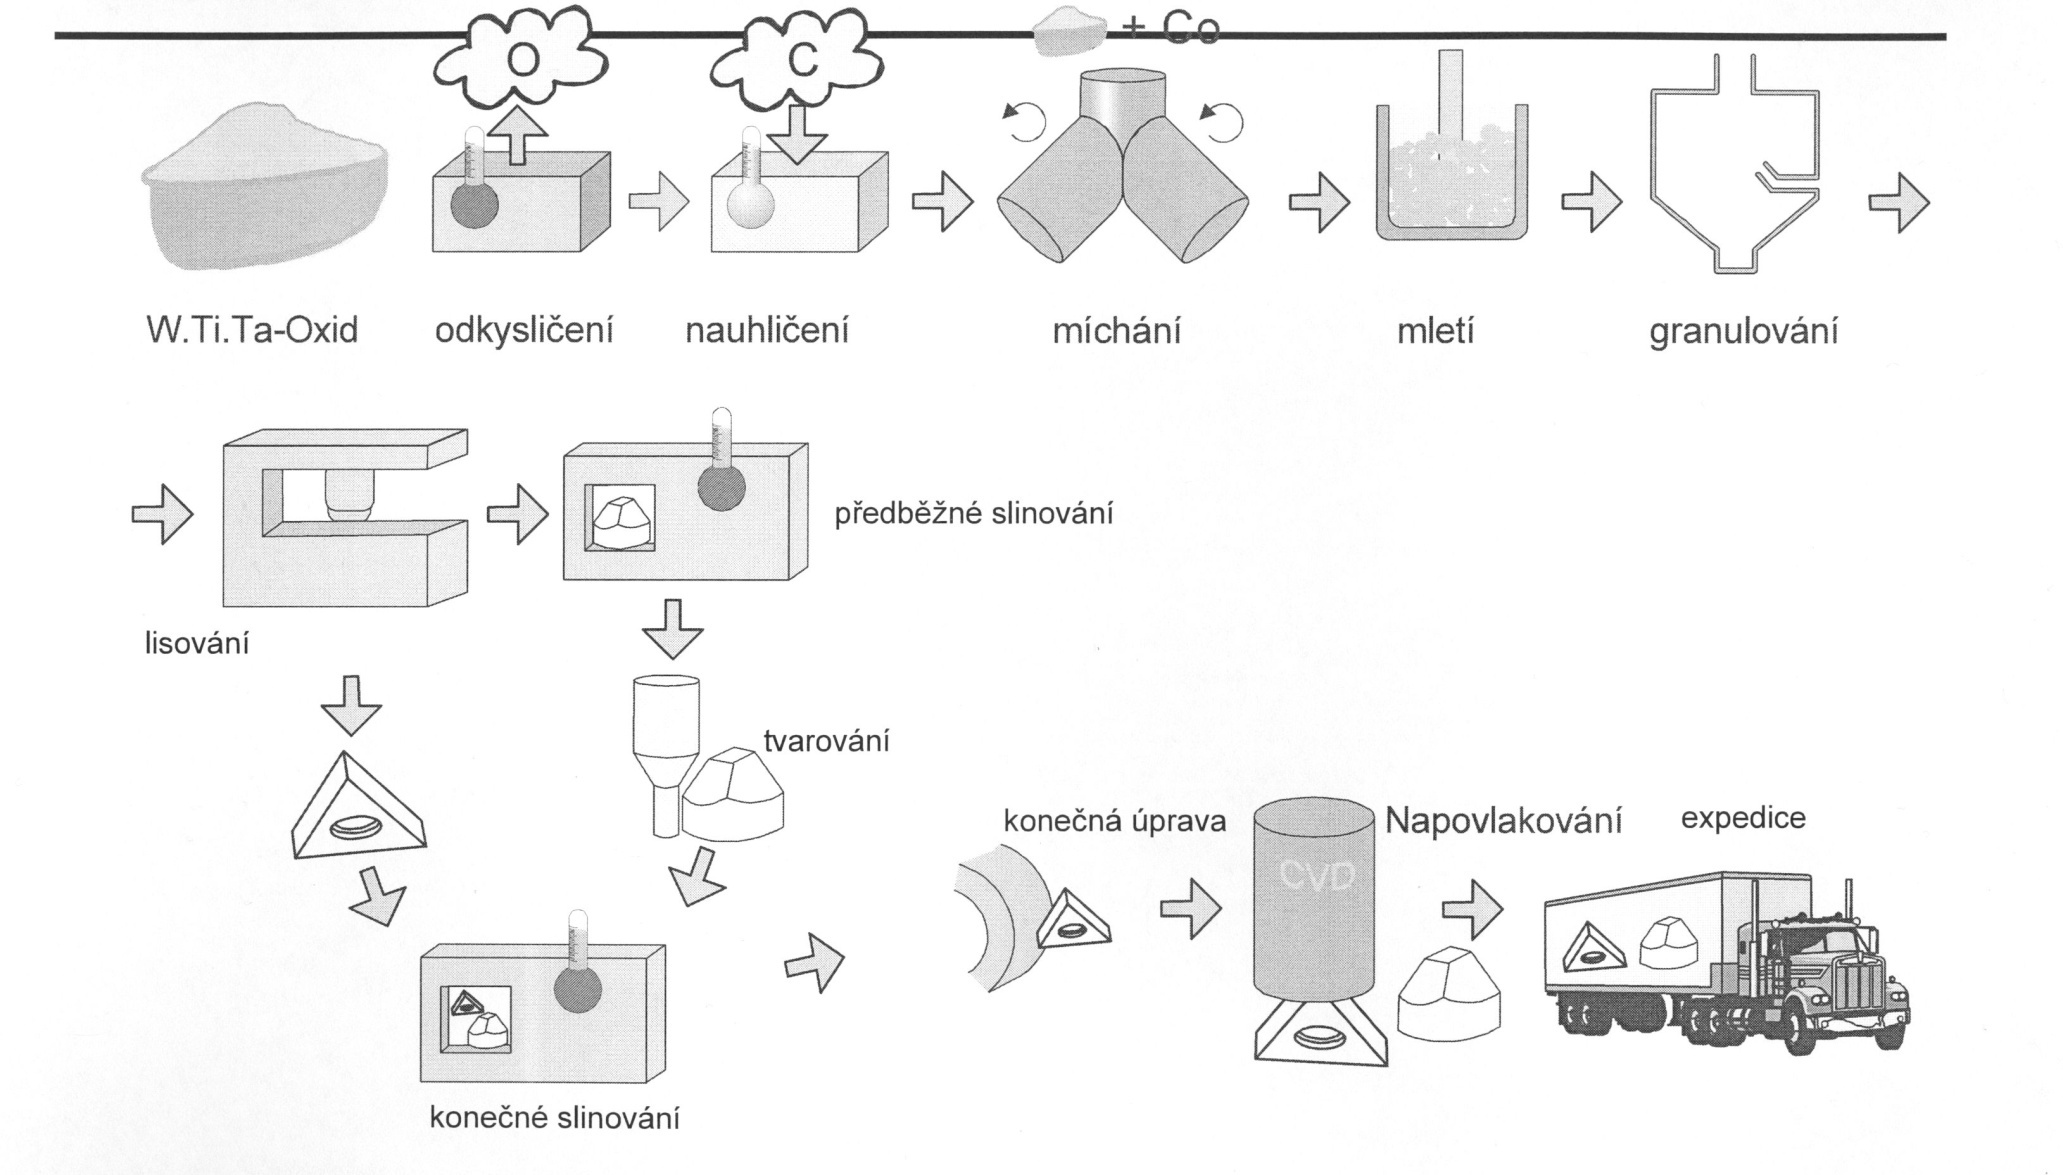 O
C
+ Co
W.Ti.Ta-Oxid
odkysličení
nauhličení
míchání
mletí
granulování
předběžné slinování
lisování
tvarování
konečná úprava
CVD
Napovlakování
expedice
konečné slinování